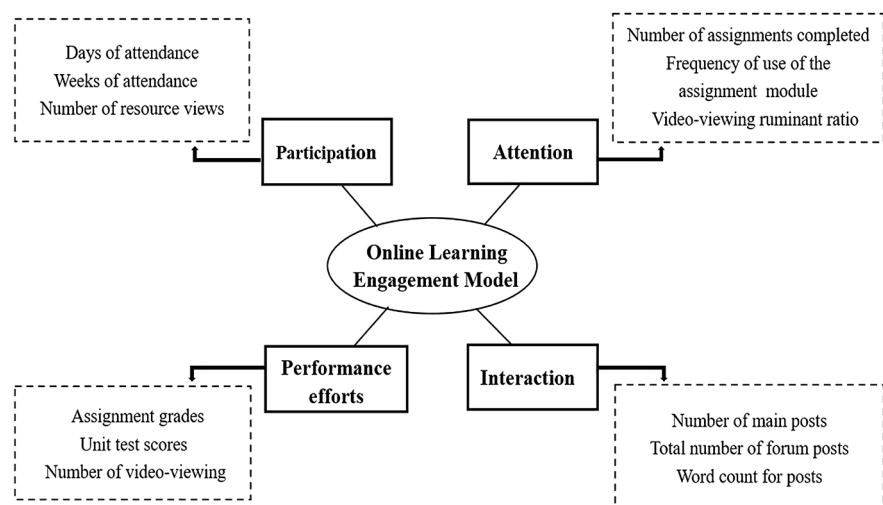 Days of attendance
Weeks of attendance
Number of resource views
Number of assignments completed
Frequency of use of the
assignment module
Video-viewing ruminant ratio
Participation
Attention
Online Learning
Engagement Model
Performance
efforts
Interaction
Assignment grades
Unit test scores
Number of video-viewing
Number of main posts
Total number of forum posts
Word count for posts